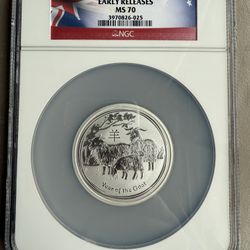 EARLY RELEASES
MS 70
3970826-025
NGC
羊
Year of the Goat